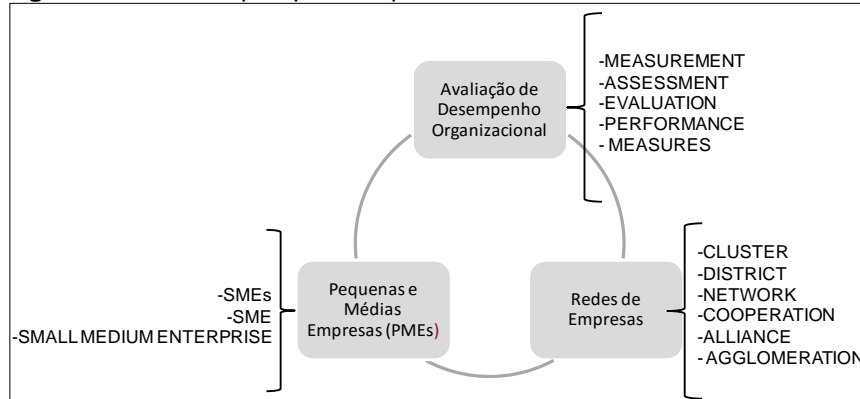 Avaliação de
Desempenho
Organizacional
-MEASUREMENT
-ASSESSMENT
-EVALUATION
-PERFORMANCE
- MEASURES
-SMEs
-SME
-SMALL MEDIUM ENTERPRISE
Pequenas e
Médias
Empresas (PMEs)
Redes de
Empresas
-CLUSTER
-DISTRICT
-NETWORK
-COOPERATION
-ALLIANCE
- AGGLOMERATION